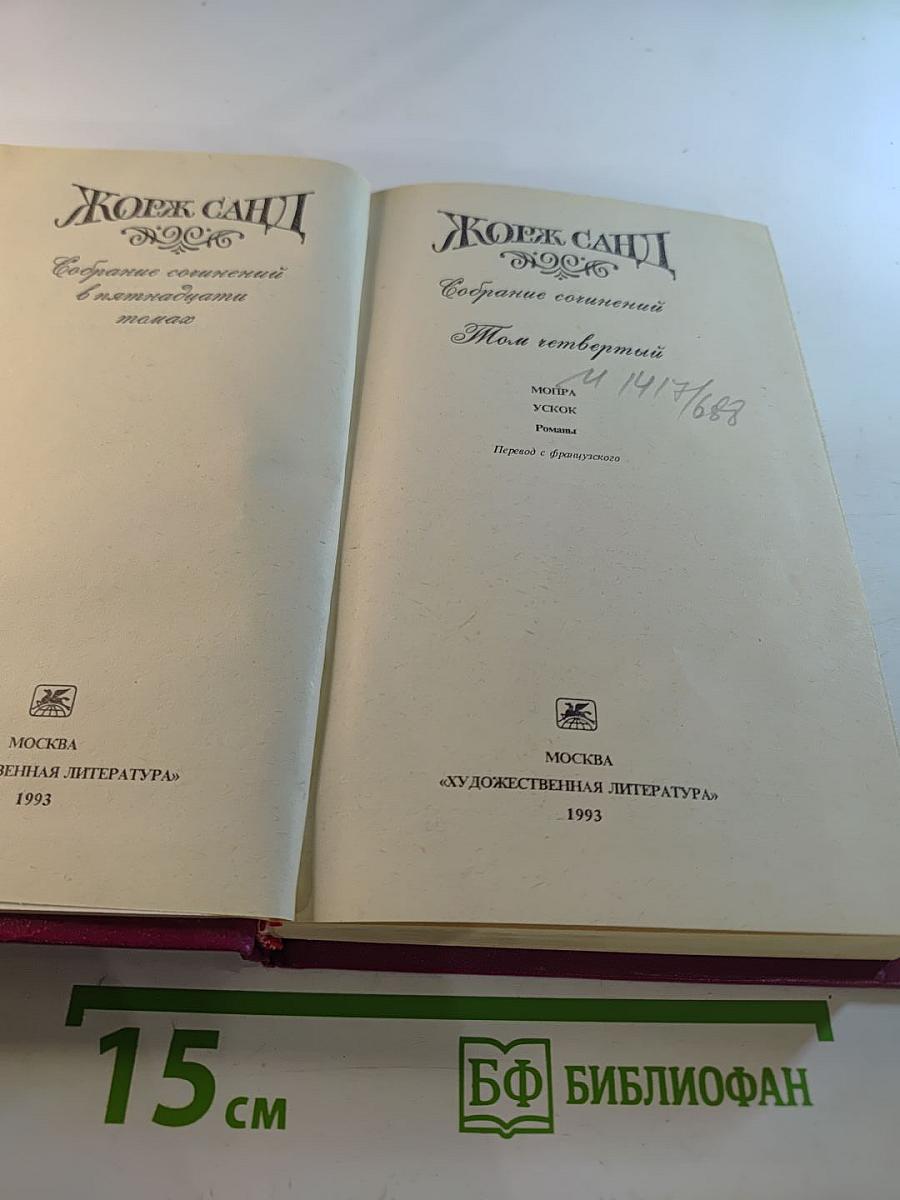 ЖОРЖ САНД
Собрание сочинений
в пятнадцати
томах
МОСКВА
ВЕННАЯ ЛИТЕРАТУРА»
1993
ЖОРЖ САНД
Собрание сочинений
Том четвертый
И 1417/688
МОПРА
УСКОК
Романы
Перевод с французского
МОСКВА
«ХУДОЖЕСТВЕННАЯ ЛИТЕРАТУРА»
1993
15 см
БФ БИБЛИОФАН